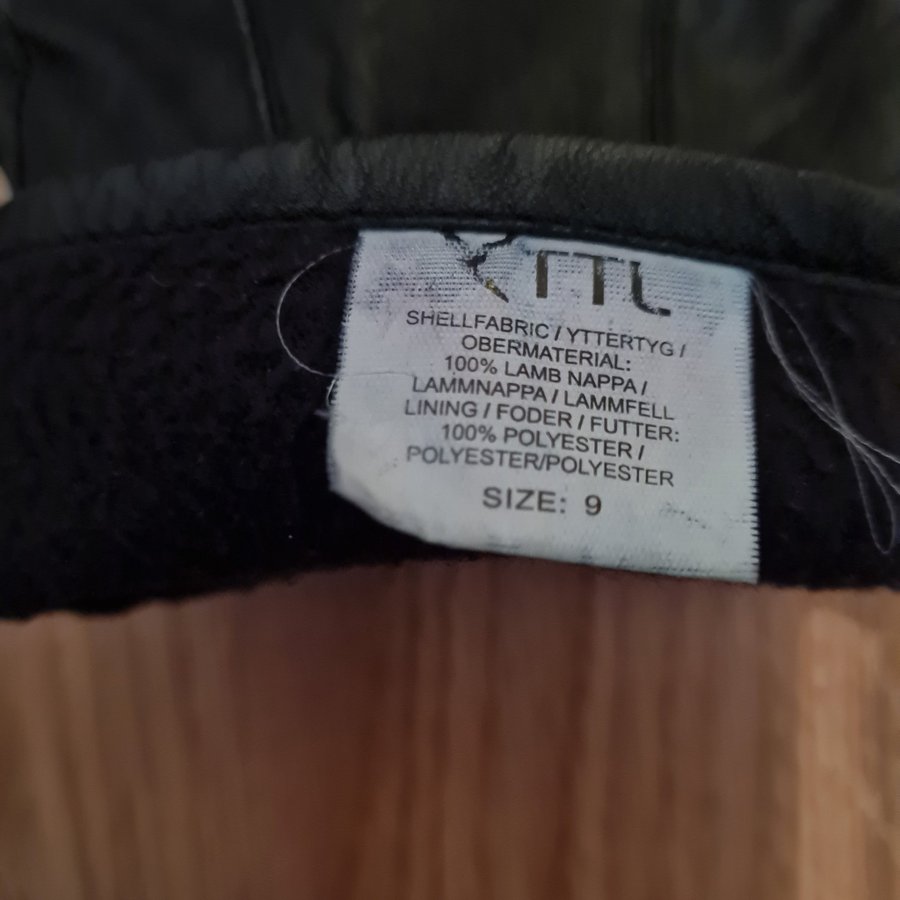 TTL
SHELLFABRIC / YTTERTYG /
OBERMATERIAL:
100% LAMB NAPPA /
LAMMNAPPA / LAMMFELL
LINING / FODER / FUTTER:
100% POLYESTER /
POLYESTER/POLYESTER
SIZE: 9